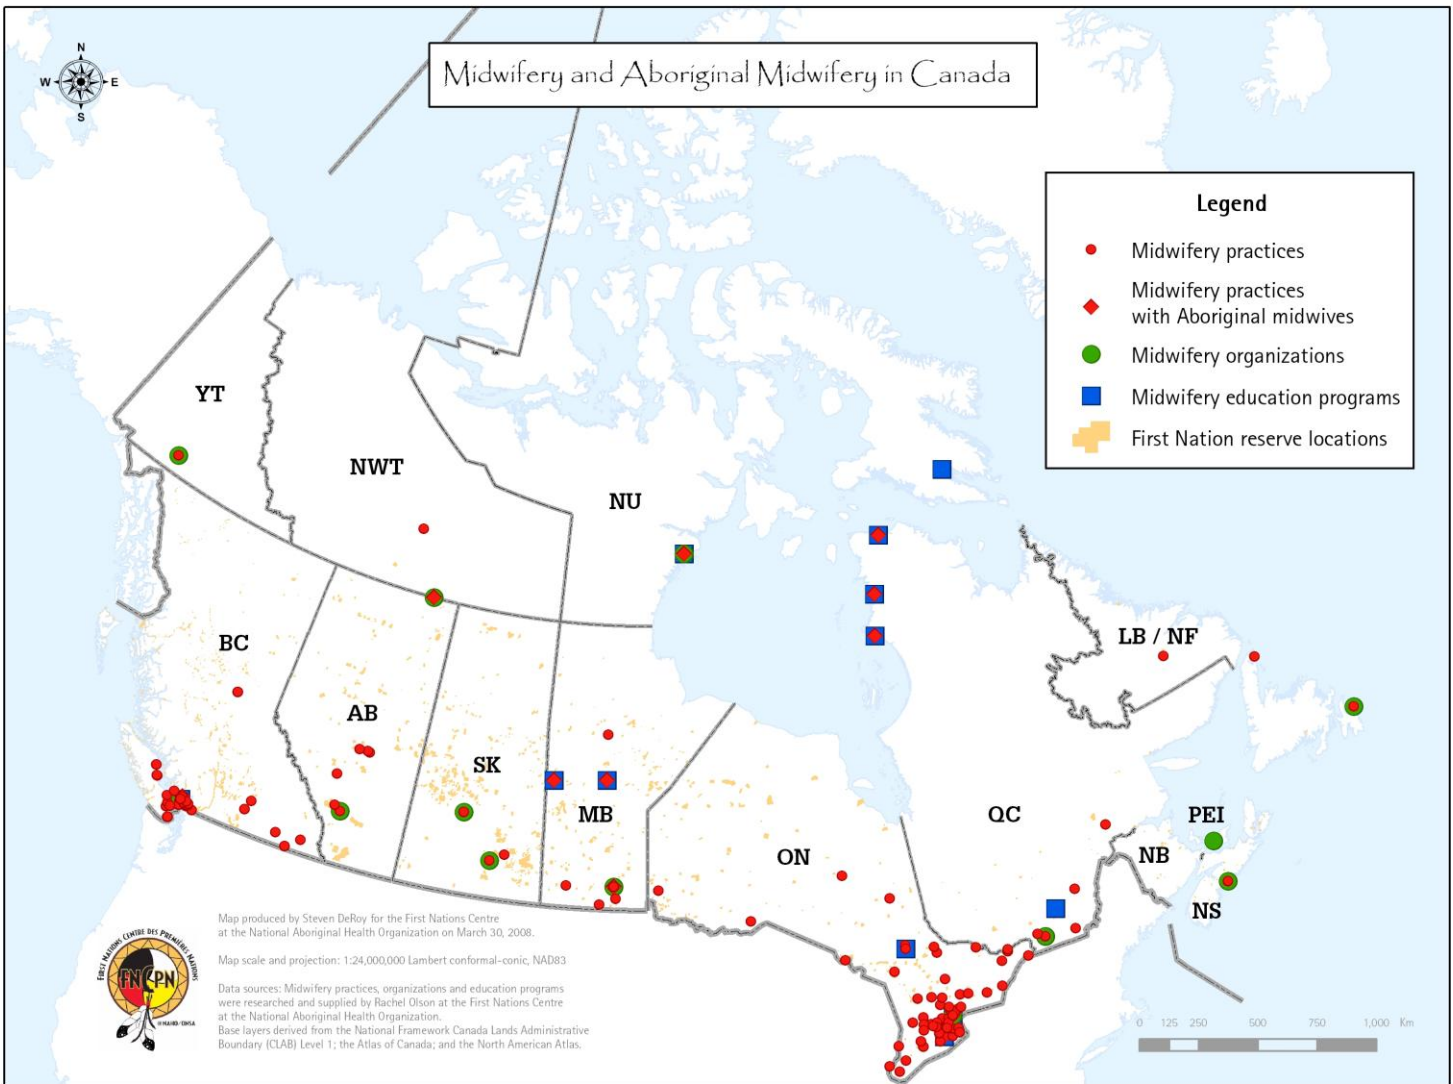 Midwifery and Aboriginal Midwifery in Canada
N
W E
S
Legend
Midwifery practices
Midwifery practices
with Aboriginal midwives
Midwifery organizations
Midwifery education programs
First Nation reserve locations
YT
NWT
NU
BC
AB
SK
MB
ON
QC
LB / NF
PEI
NB
NS
Map produced by Steven DeRoy for the First Nations Centre
at the National Aboriginal Health Organization on March 30, 2008.
Map scale and projection: 1:24,000,000 Lambert conformal-conic, NAD83
Data sources: Midwifery practices, organizations and education programs
were researched and supplied by Rachel Olson at the First Nations Centre
at the National Aboriginal Health Organization.
Base layers derived from the National Framework Canada Lands Administrative
Boundary (CLAB) Level 1; the Atlas of Canada; and the North American Atlas.
FIRST NATIONS CENTRE DES PREMIÈRES NATIONS
FNCPN
0 125 250 500 750 1,000 Km